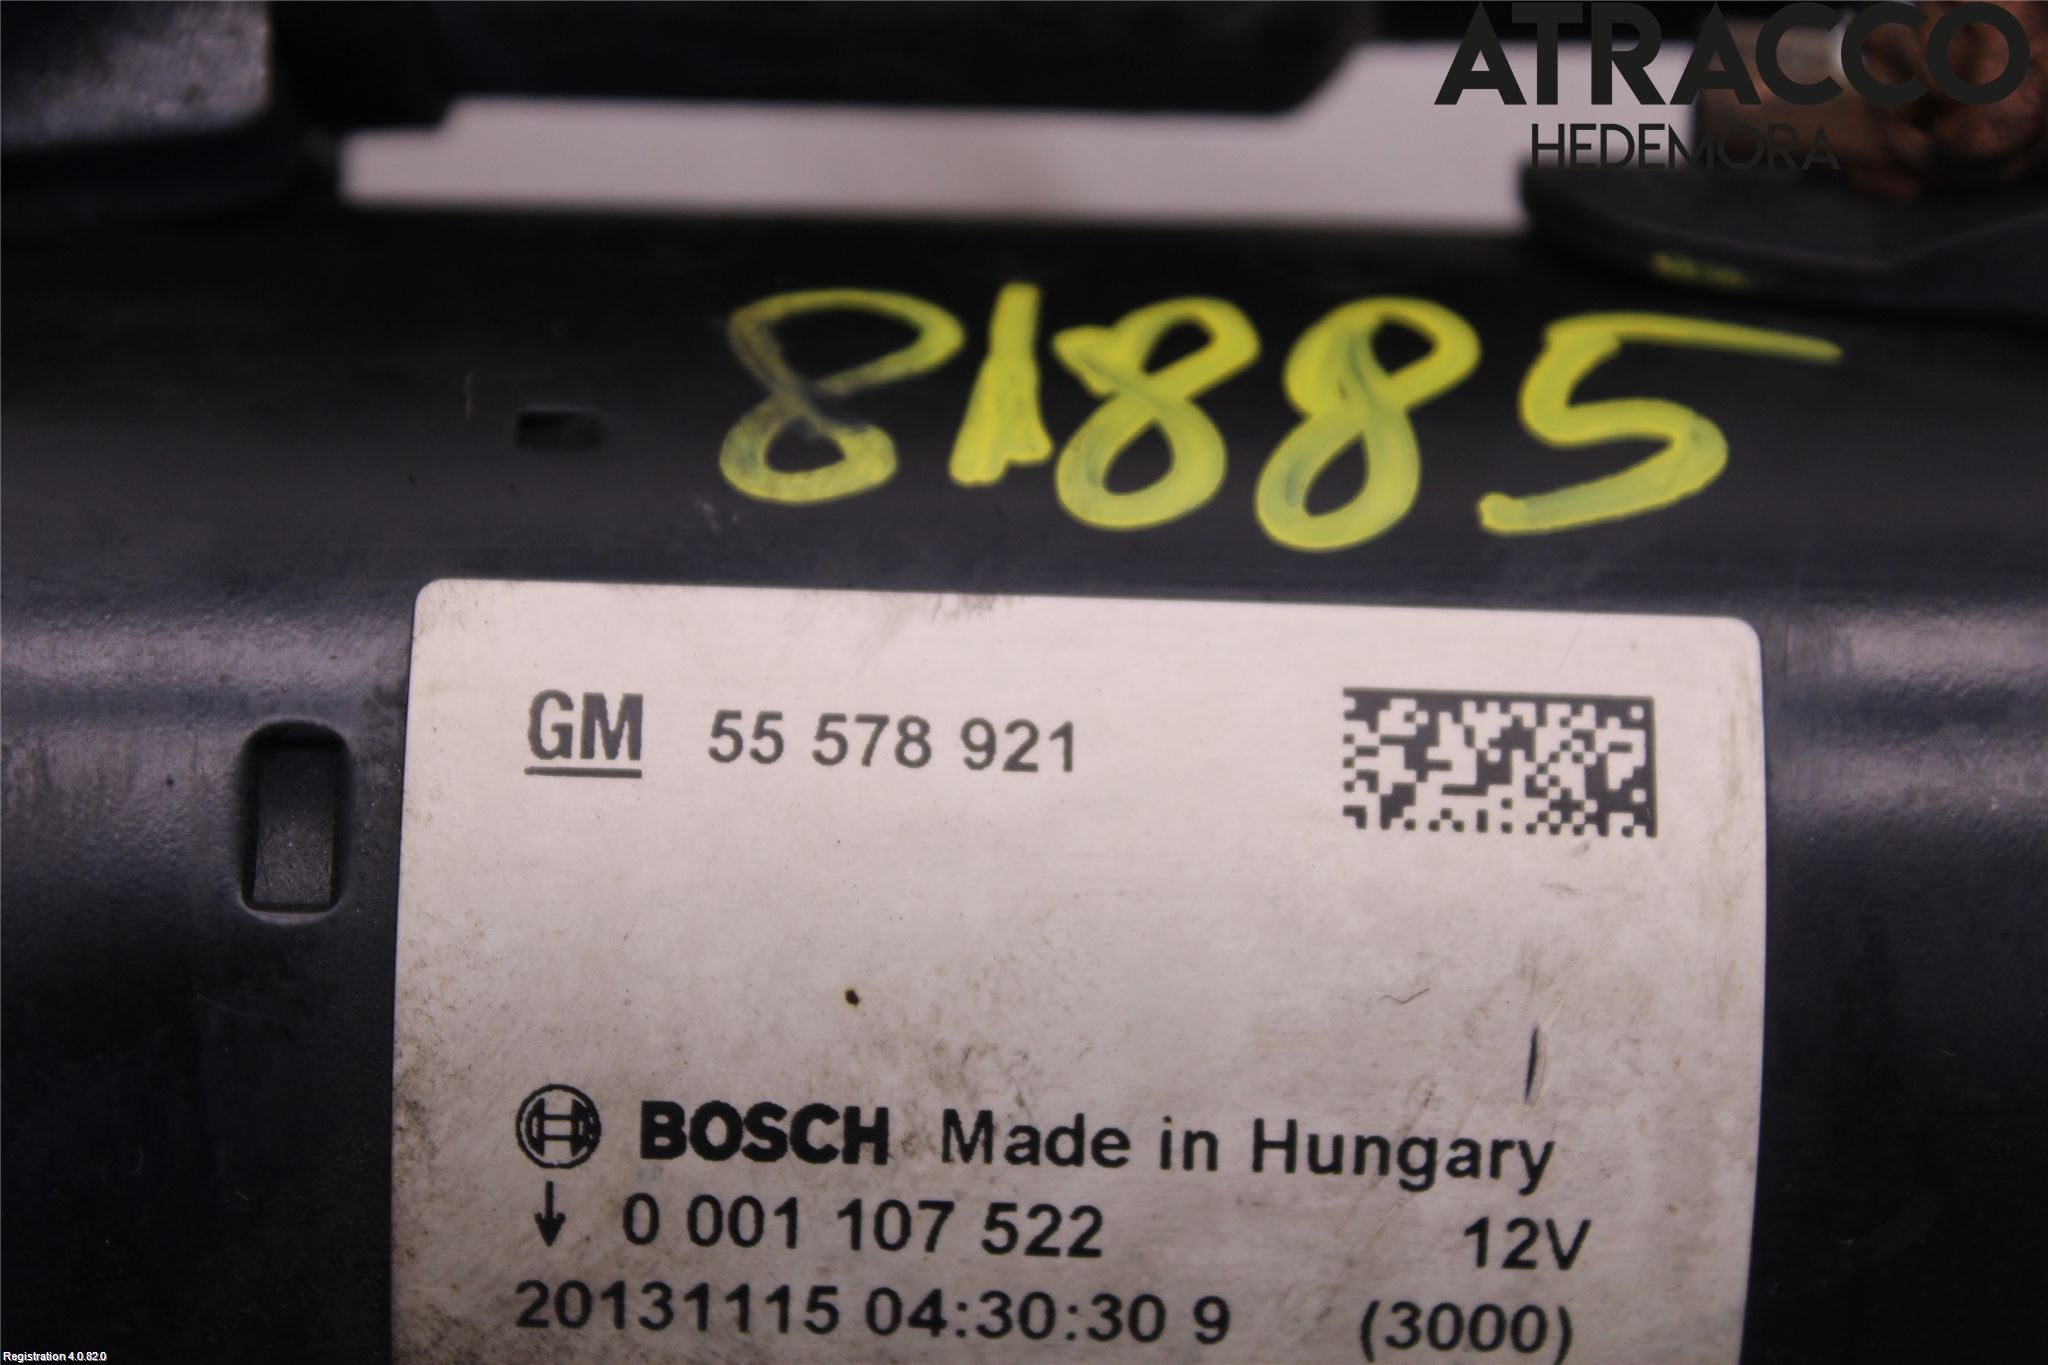 ATRACCO
HEDEMORA
81885
GM 55 578 921
BOSCH Made in Hungary
↓ 0 001 107 522 12V
20131115 04:30:30 9 (3000)
Registration 4.0.82.0